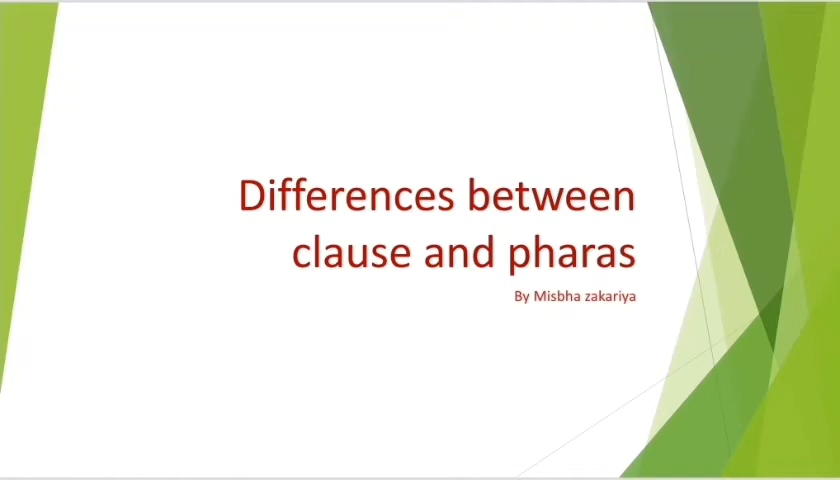 Differences between
clause and pharas
By Misbha zakariya